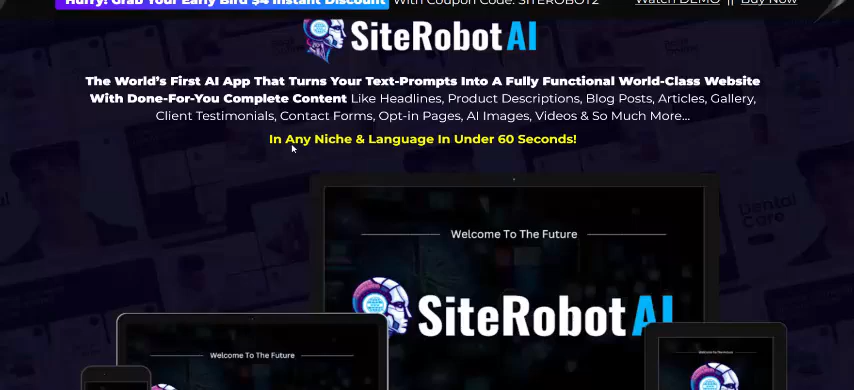 Hurry! Grab Your Early Bird $4 Instant Discount With Coupon Code: SITEROBOT2 Watch DEMO || Buy Now
SiteRobot AI
The World's First AI App That Turns Your Text-Prompts Into A Fully Functional World-Class Website
With Done-For-You Complete Content Like Headlines, Product Descriptions, Blog Posts, Articles, Gallery,
Client Testimonials, Contact Forms, Opt-in Pages, AI Images, Videos & So Much More...
In Any Niche & Language In Under 60 Seconds!
Dental
Care
Welcome To The Future
SiteRobot AI
Welcome To The Future